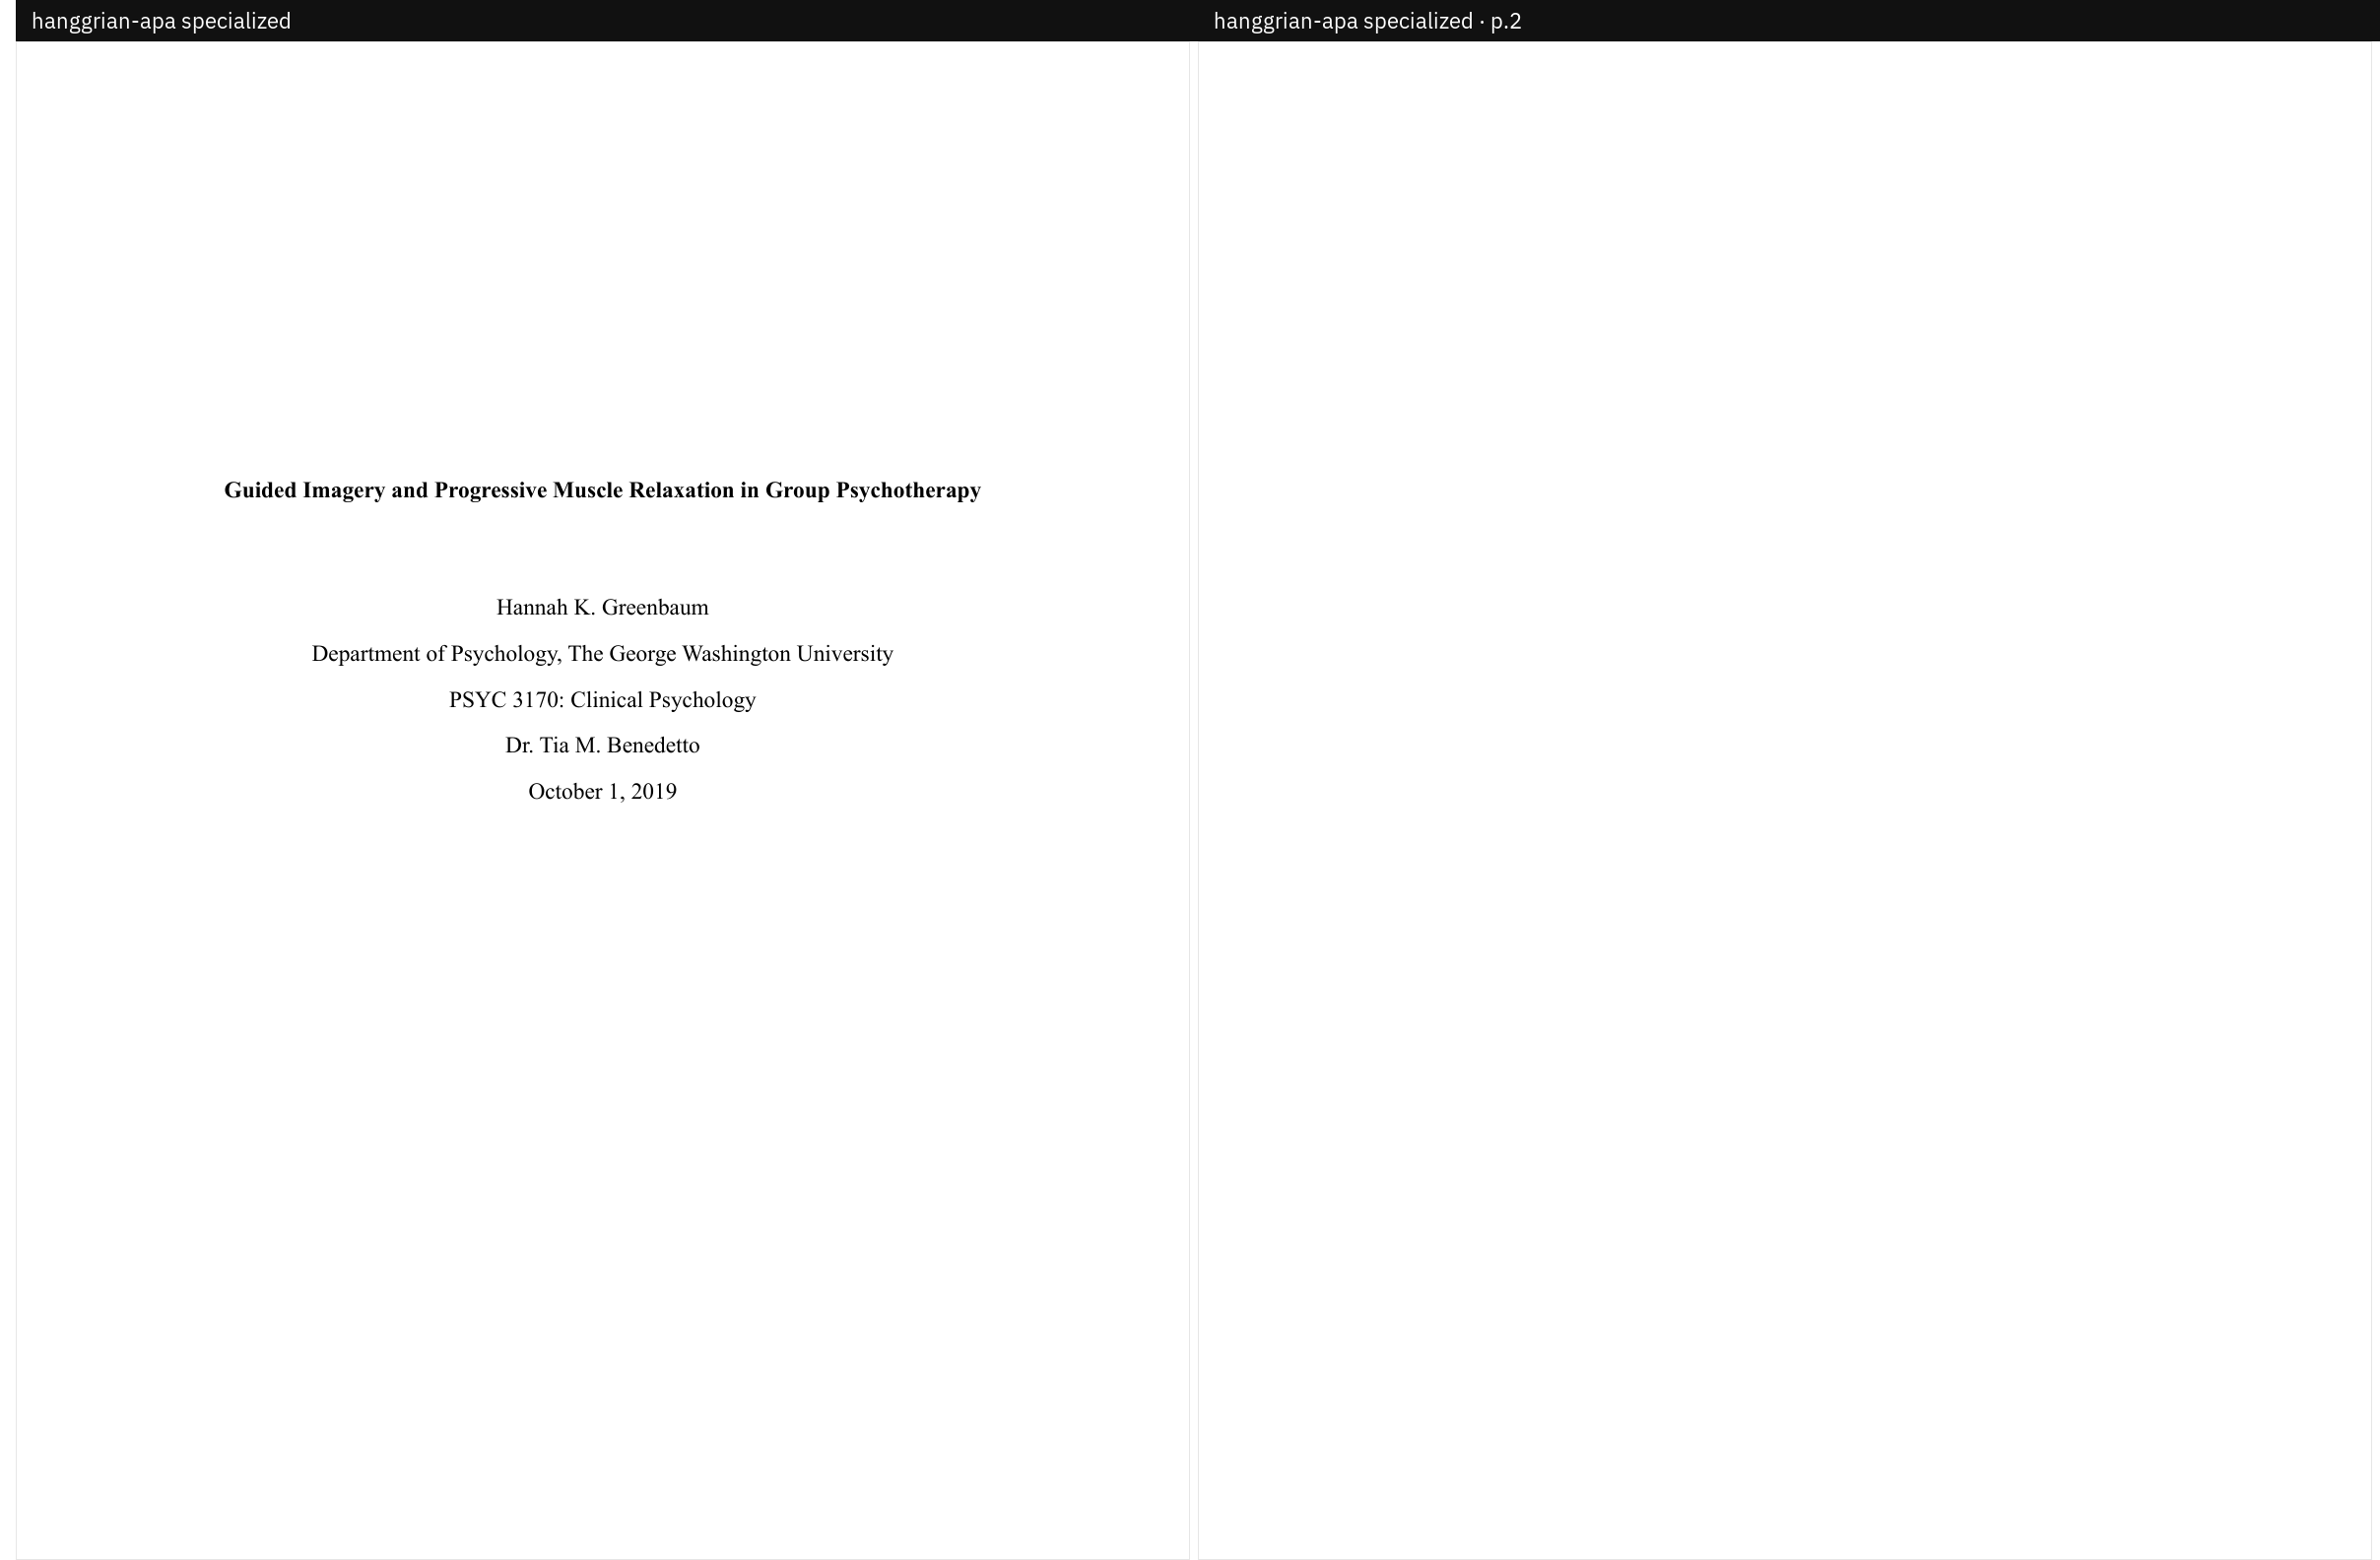 hanggrian-apa specialized
hanggrian-apa specialized · p.2
Guided Imagery and Progressive Muscle Relaxation in Group Psychotherapy
Hannah K. Greenbaum
Department of Psychology, The George Washington University
PSYC 3170: Clinical Psychology
Dr. Tia M. Benedetto
October 1, 2019